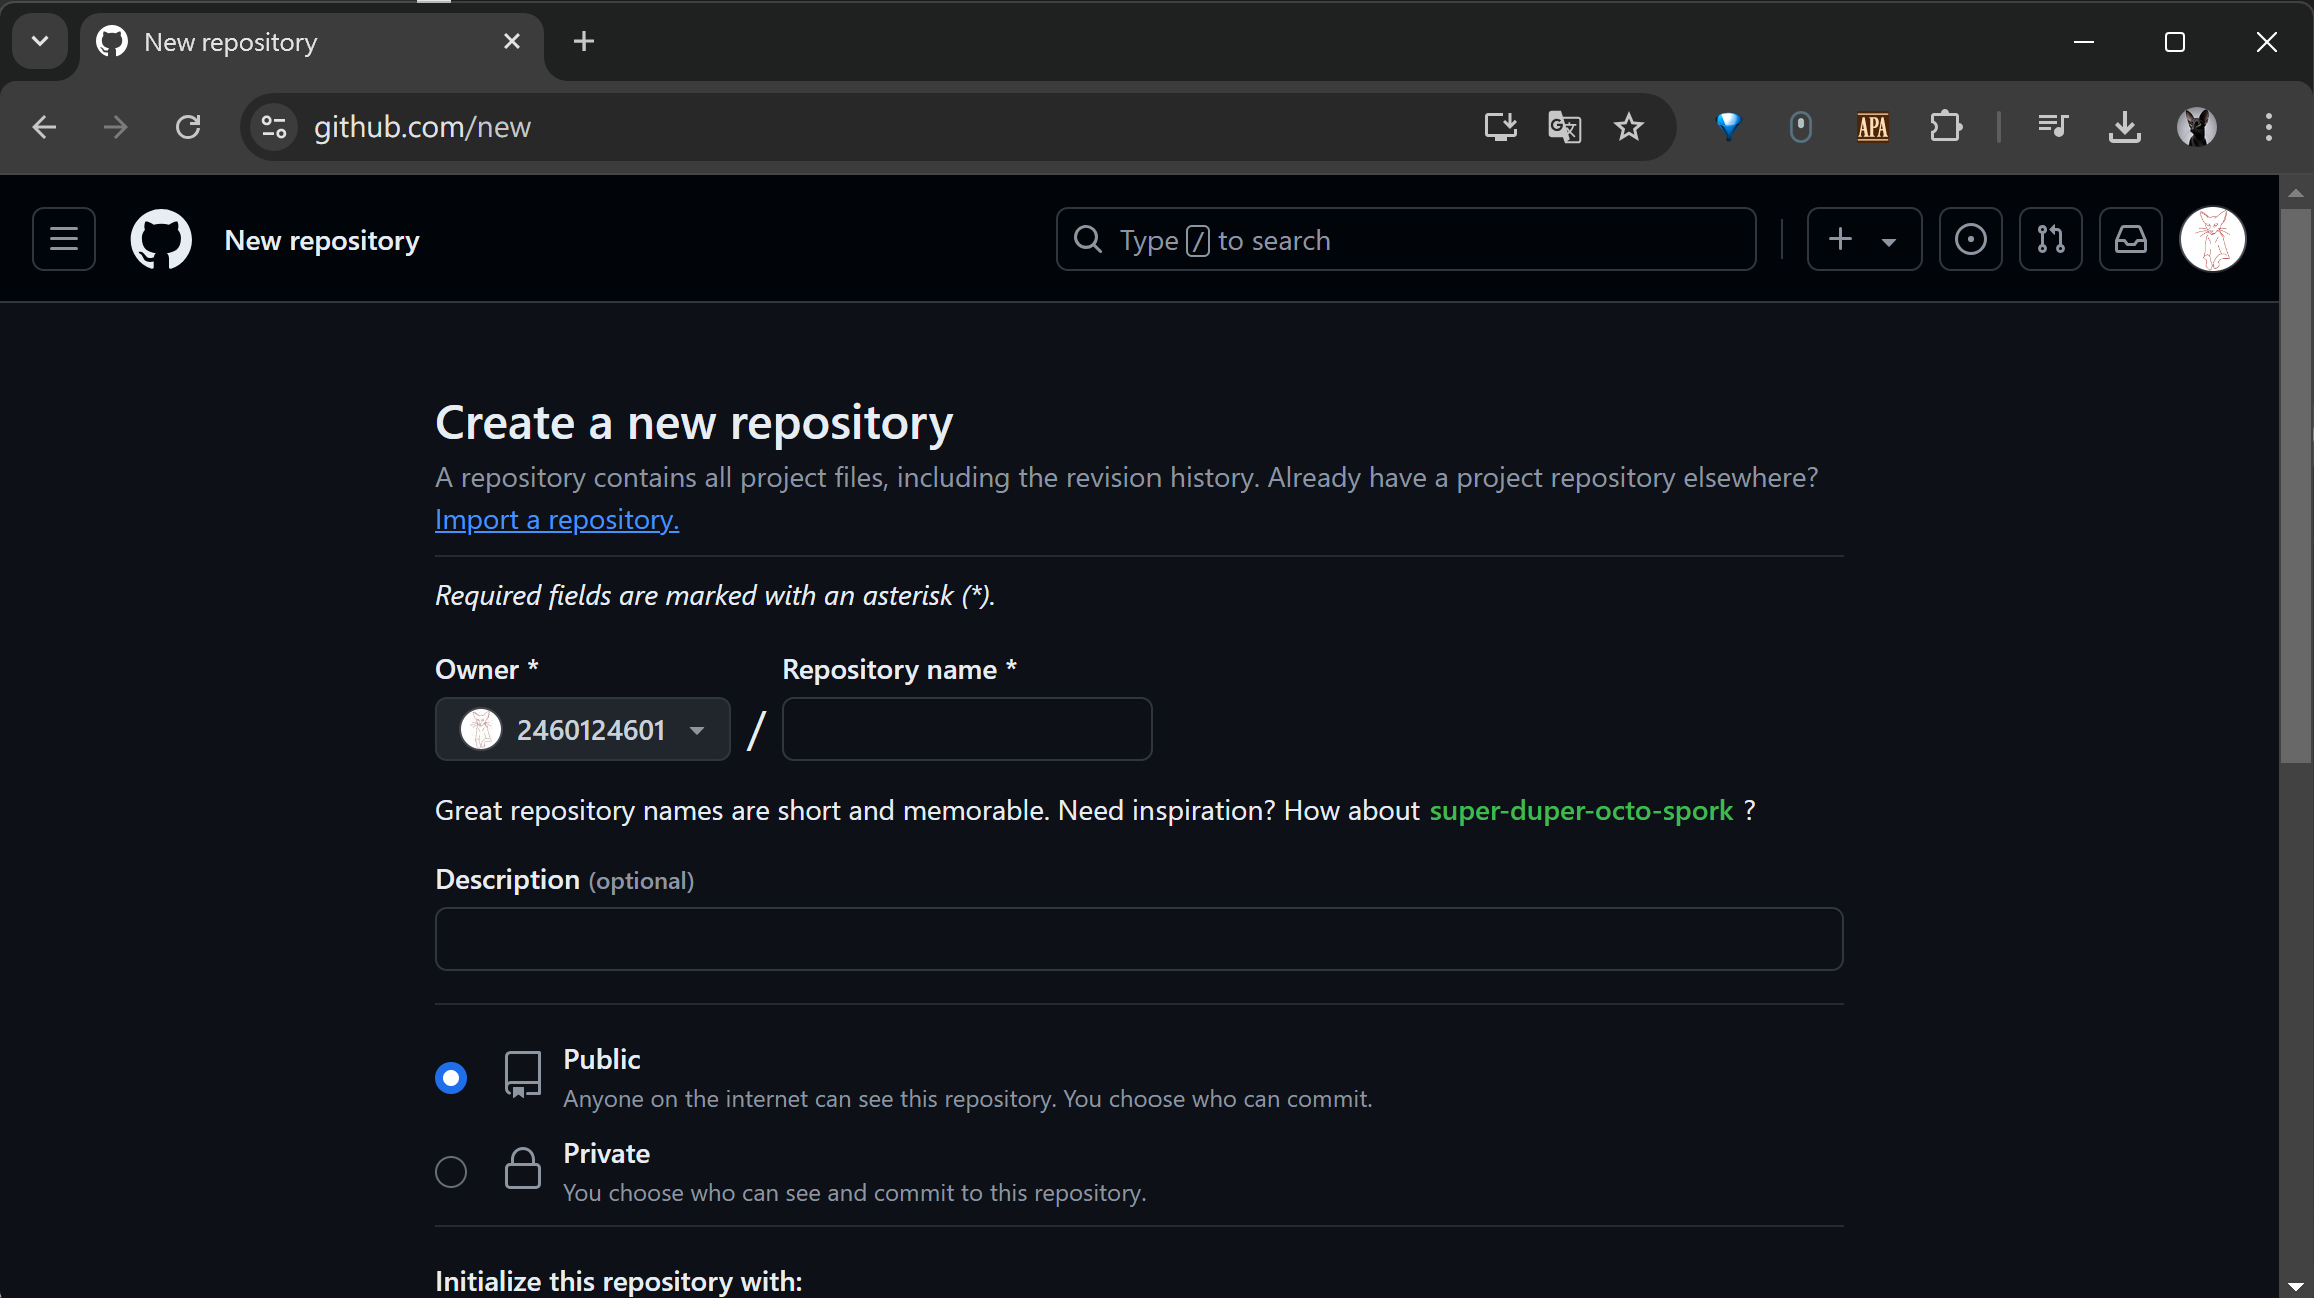 New repository
github.com/new
APA
New repository
Type / to search
Create a new repository
A repository contains all project files, including the revision history. Already have a project repository elsewhere?
Import a repository.
Required fields are marked with an asterisk (*).
Owner *
Repository name *
2460124601
/
Great repository names are short and memorable. Need inspiration? How about super-duper-octo-spork ?
Description (optional)
Public
Anyone on the internet can see this repository. You choose who can commit.
Private
You choose who can see and commit to this repository.
Initialize this repository with: